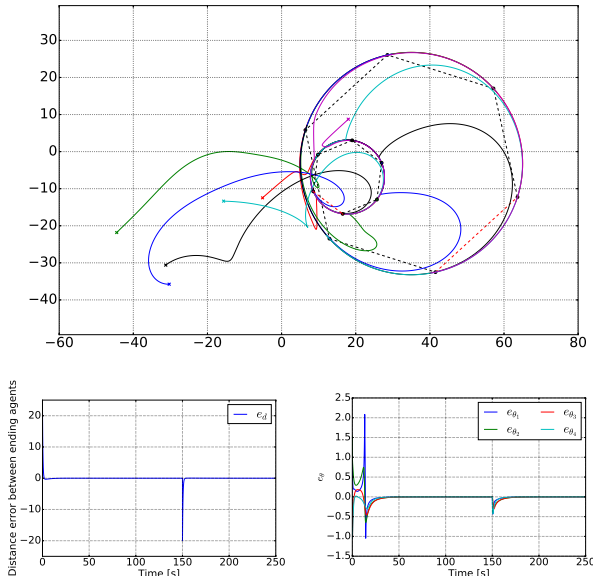 30
20
10
0
−10
−20
−30
−40
−60 −40 −20 0 20 40 60 80
Distance error between ending agents
20
10
0
−10
−20
0 50 100 150 200 250
Time [s]
e_d
e_θ
2.5
2.0
1.5
1.0
0.5
0.0
−0.5
−1.0
−1.5
0 50 100 150 200 250
Time [s]
e_θ₁ e_θ₃
e_θ₂ e_θ₄